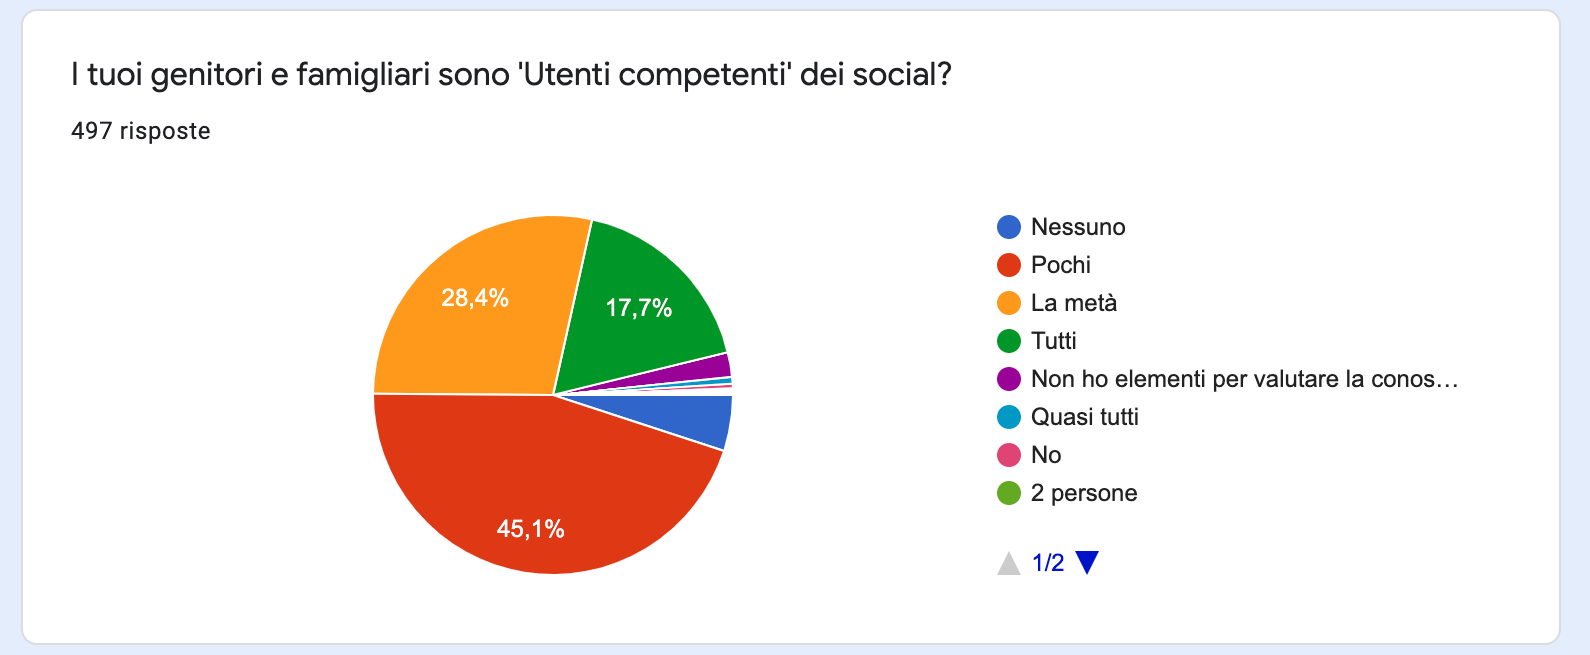 I tuoi genitori e famigliari sono 'Utenti competenti' dei social?
497 risposte
28,4%
17,7%
45,1%
Nessuno
Pochi
La metà
Tutti
Non ho elementi per valutare la conos…
Quasi tutti
No
2 persone
1/2